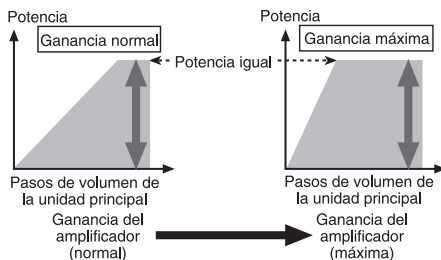 Potencia
Ganancia normal
Potencia igual
Pasos de volumen de
la unidad principal
Ganancia del
amplificador
(normal)
Potencia
Ganancia máxima
Pasos de volumen de
la unidad principal
Ganancia del
amplificador
(máxima)